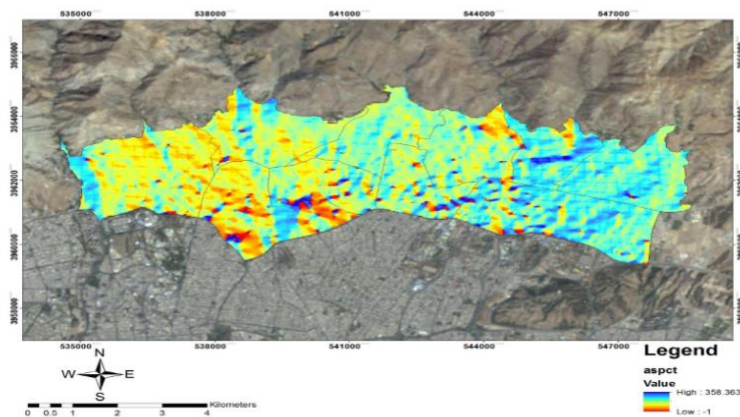 535000 538000 541000 544000 547000
3966000
3964000
3962000
3960000
3958000
535000 538000 541000 544000 547000
N
W E
S
0 0.5 1 2 3 4 Kilometers
Legend
aspct
Value
High : 358.363
Low : -1